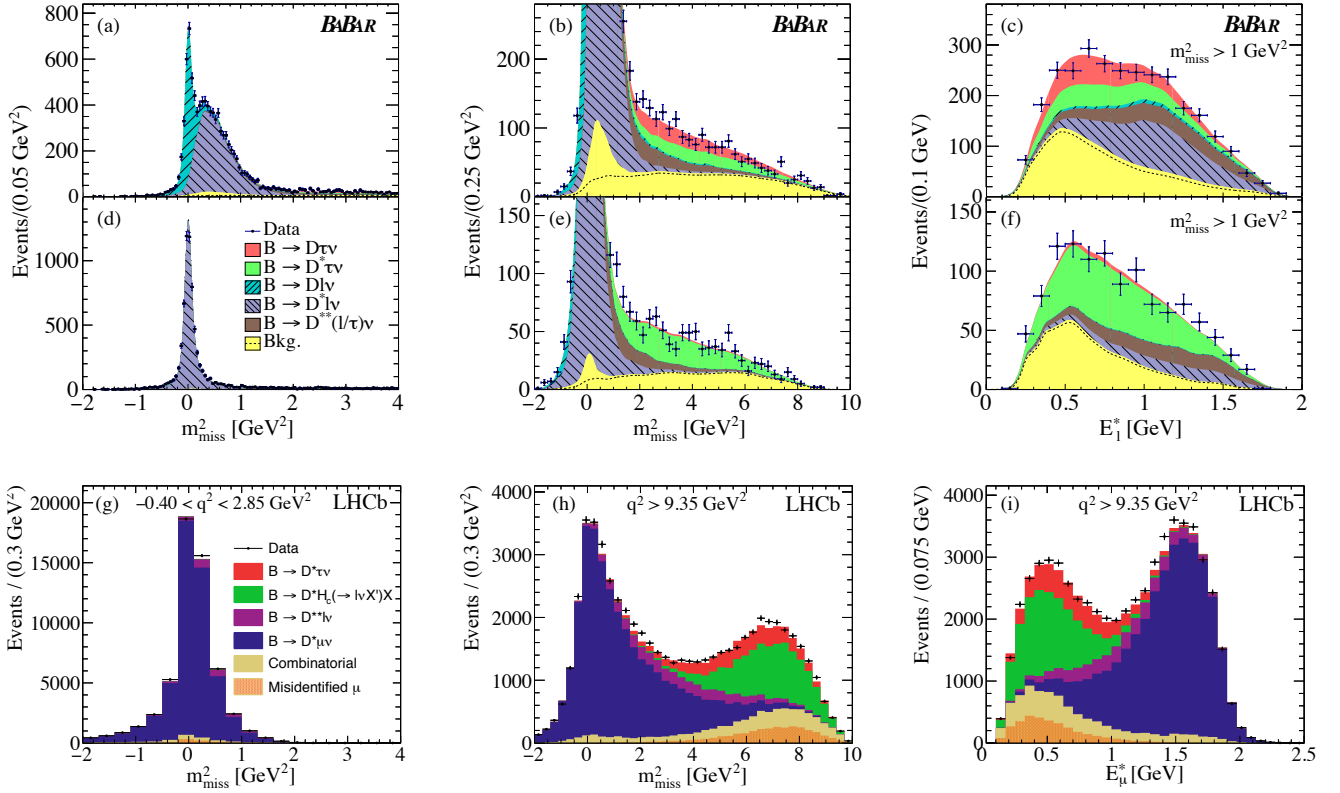 (a)
BABAR
Events/(0.05 GeV²)
800
600
400
200
0
(b)
BABAR
Events/(0.25 GeV²)
200
100
0
(c)
BABAR
m²miss > 1 GeV²
Events/(0.1 GeV)
300
200
100
0
(d)
Data
B → Dτν
B → D*τν
B → Dlν
B → D*lν
B → D**(l/τ)ν
Bkg.
1000
500
0
−2 −1 0 1 2 3 4
m²miss [GeV²]
(e)
150
100
50
0
−2 0 2 4 6 8 10
m²miss [GeV²]
(f)
m²miss > 1 GeV²
150
100
50
0
0 0.5 1 1.5 2
E*l [GeV]
(g)
−0.40 < q² < 2.85 GeV²
LHCb
Events / (0.3 GeV²)
20000
15000
10000
5000
0
Data
B → D*τν
B → D*Hc(→ lνX')X
B → D**lν
B → D*μν
Combinatorial
Misidentified μ
−2 −1 0 1 2 3 4
m²miss [GeV²]
(h)
q² > 9.35 GeV²
LHCb
Events / (0.3 GeV²)
4000
3000
2000
1000
0
−2 0 2 4 6 8 10
m²miss [GeV²]
(i)
q² > 9.35 GeV²
LHCb
Events / (0.075 GeV)
4000
3000
2000
1000
0
0 0.5 1 1.5 2 2.5
E*μ [GeV]